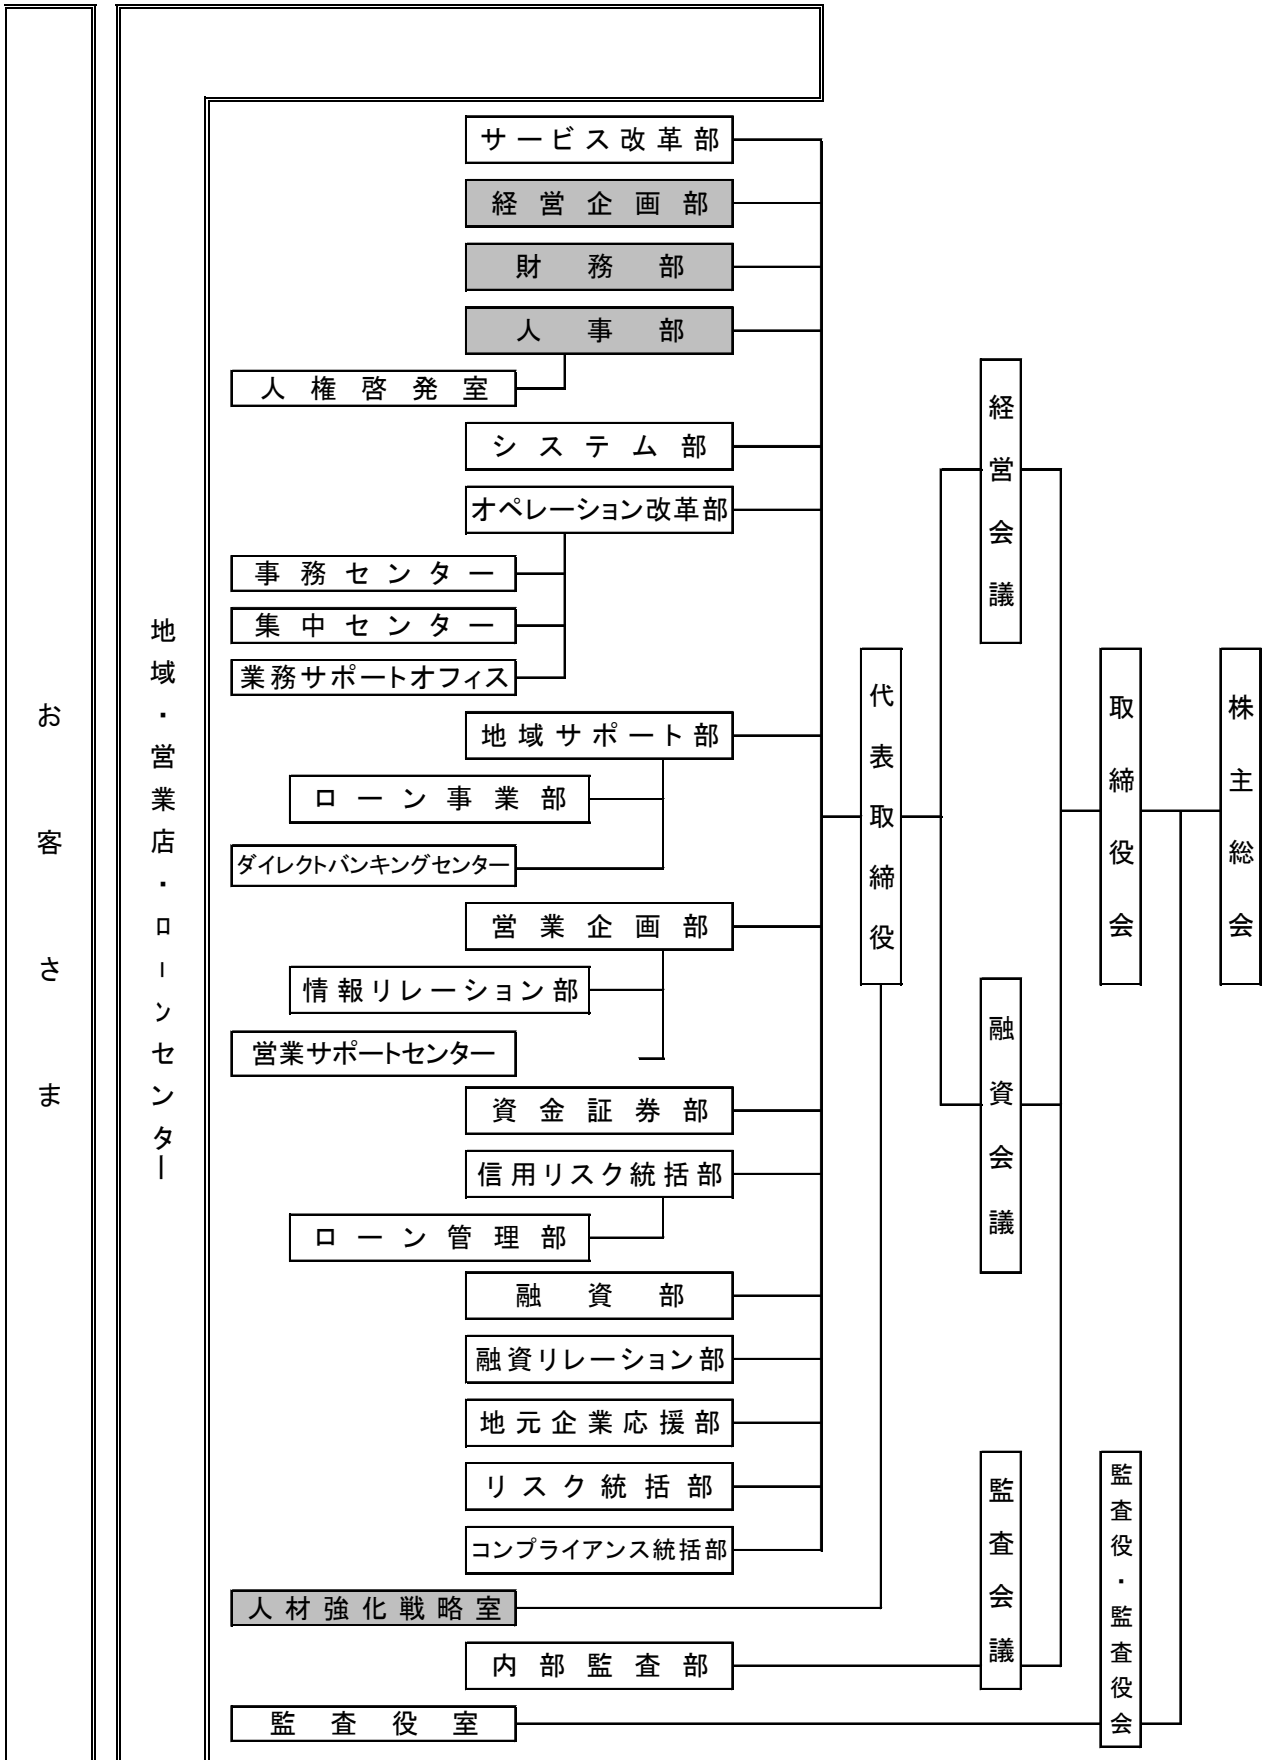 お客さま
地域・営業店・ローンセンター
サービス改革部
経営企画部
財務部
人事部
人権啓発室
システム部
オペレーション改革部
事務センター
集中センター
業務サポートオフィス
地域サポート部
ローン事業部
ダイレクトバンキングセンター
営業企画部
情報リレーション部
営業サポートセンター
資金証券部
信用リスク統括部
ローン管理部
融資部
融資リレーション部
地元企業応援部
リスク統括部
コンプライアンス統括部
人材強化戦略室
内部監査部
監査役室
代表取締役
経営会議
融資会議
監査会議
取締役会
監査役・監査役会
株主総会